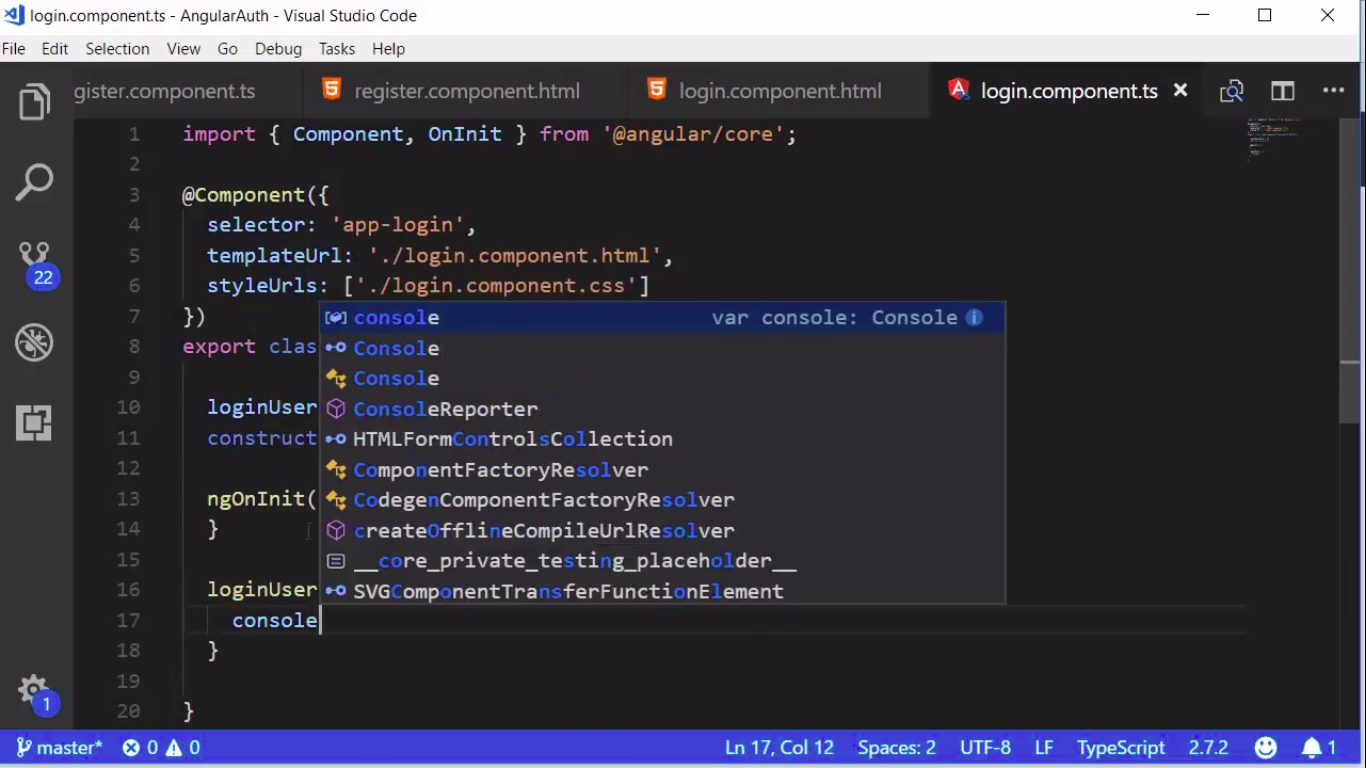 login.component.ts - AngularAuth - Visual Studio Code
File Edit Selection View Go Debug Tasks Help
gister.component.ts register.component.html login.component.html login.component.ts
1 import { Component, OnInit } from '@angular/core';
2
3 @Component({
4 selector: 'app-login',
5 templateUrl: './login.component.html',
6 styleUrls: ['./login.component.css']
7 })
console var console: Console
8 export clas
Console
9
Console
10 loginUser
ConsoleReporter
11 construct
HTMLFormControlsCollection
12
ComponentFactoryResolver
13 ngOnInit(
CodegenComponentFactoryResolver
14 }
createOfflineCompileUrlResolver
15
__core_private_testing_placeholder__
16 loginUser
SVGComponentTransferFunctionElement
17 console
18 }
19
20 }
22
1
master* 0 0 Ln 17, Col 12 Spaces: 2 UTF-8 LF TypeScript 2.7.2 1